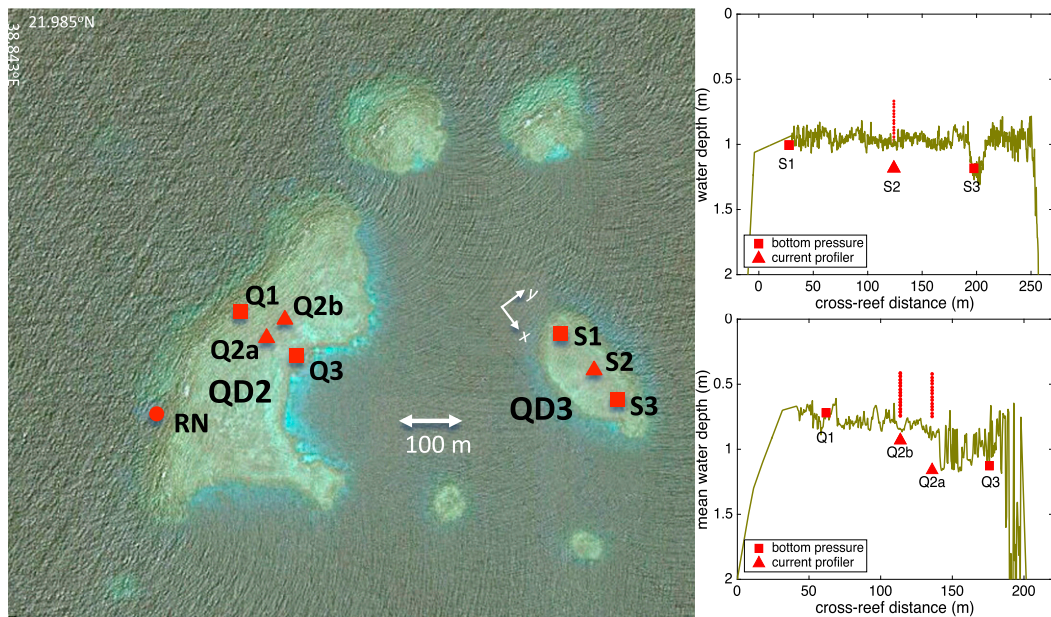 21.985°N
38.843°E
Q1
Q2b
Q2a
Q3
QD2
RN
100 m
y
x
S1
S2
QD3
S3
0
0.5
1
1.5
2
water depth (m)
S1
S2
S3
bottom pressure
current profiler
0
50
100
150
200
250
cross-reef distance (m)
0
0.5
1
1.5
2
mean water depth (m)
Q1
Q2b
Q2a
Q3
bottom pressure
current profiler
0
50
100
150
200
cross-reef distance (m)